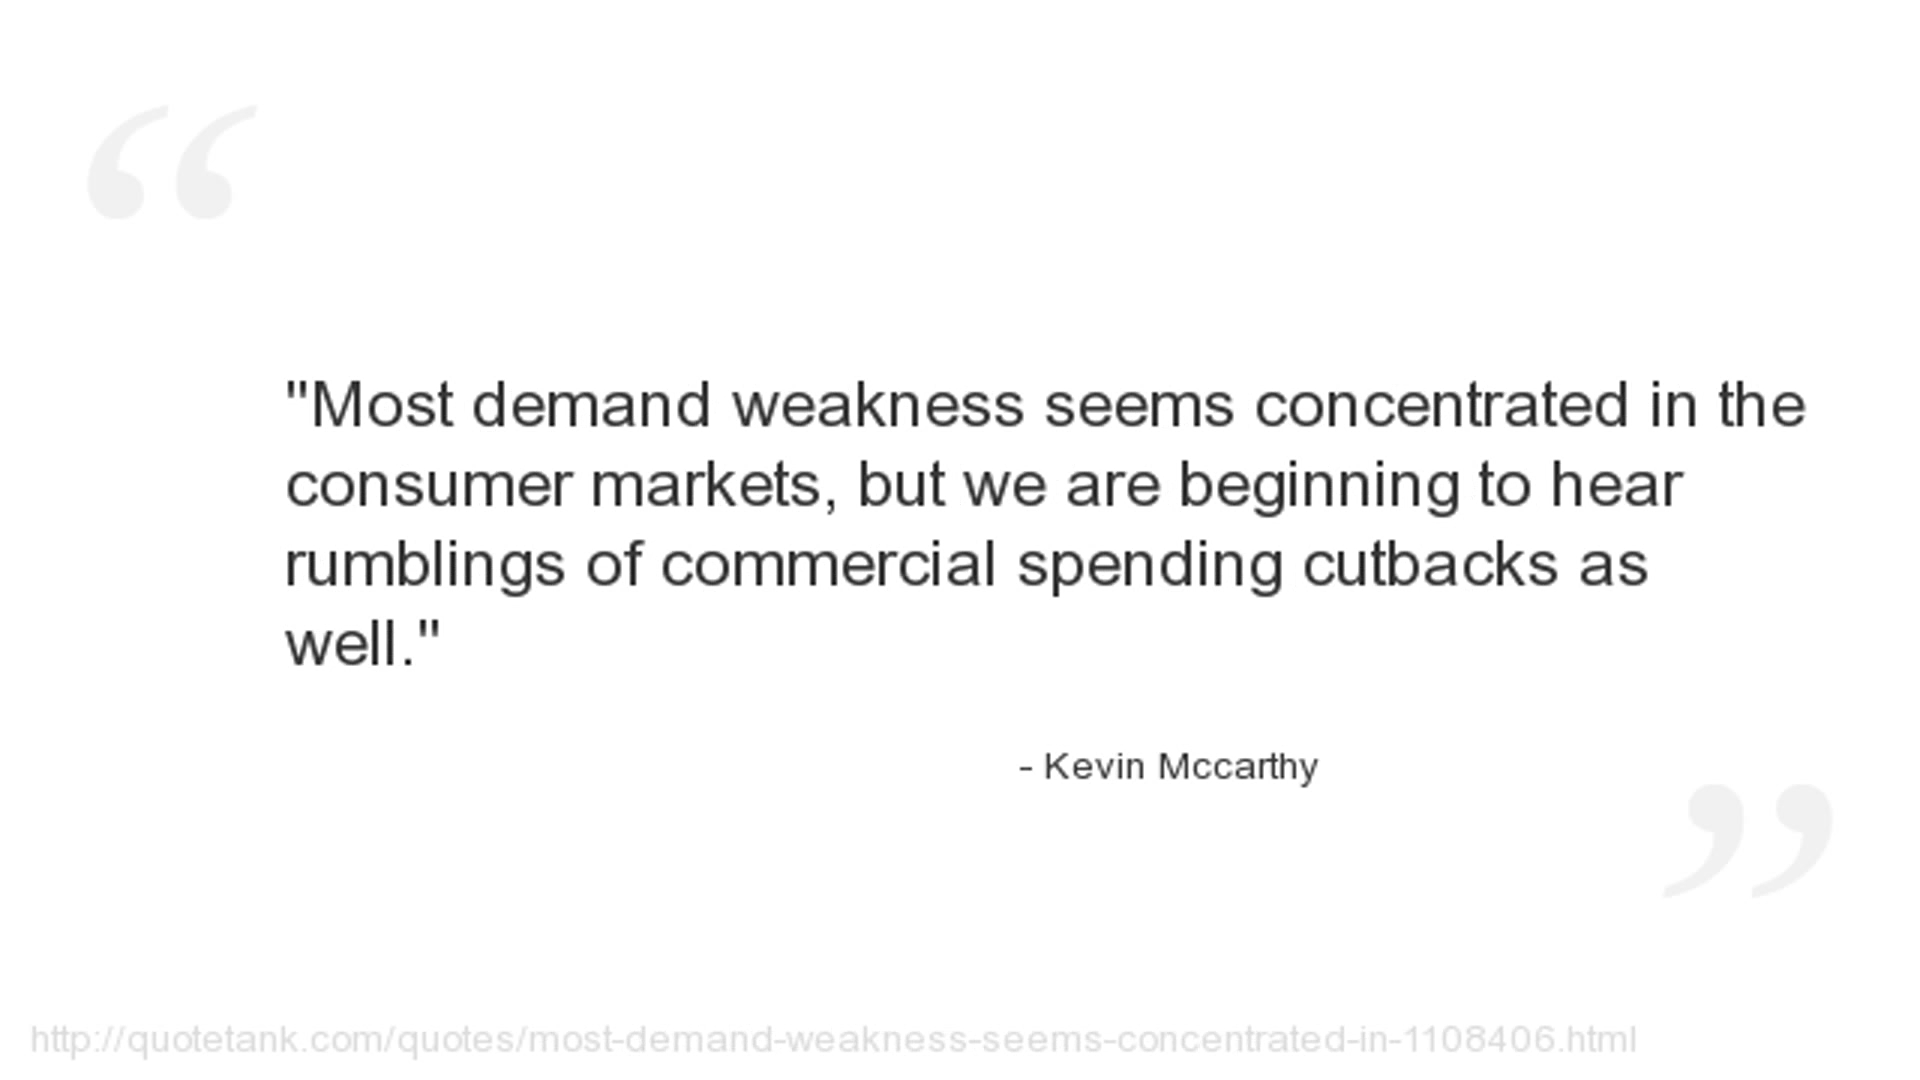 "Most demand weakness seems concentrated in the
consumer markets, but we are beginning to hear
rumblings of commercial spending cutbacks as
well."
- Kevin Mccarthy
http://quotetank.com/quotes/most-demand-weakness-seems-concentrated-in-1108406.html